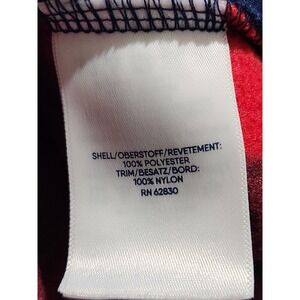 SHELL/OBERSTOFF/REVETEMENT:
100% POLYESTER
TRIM/BESATZ/BORD:
100% NYLON
RN 62830